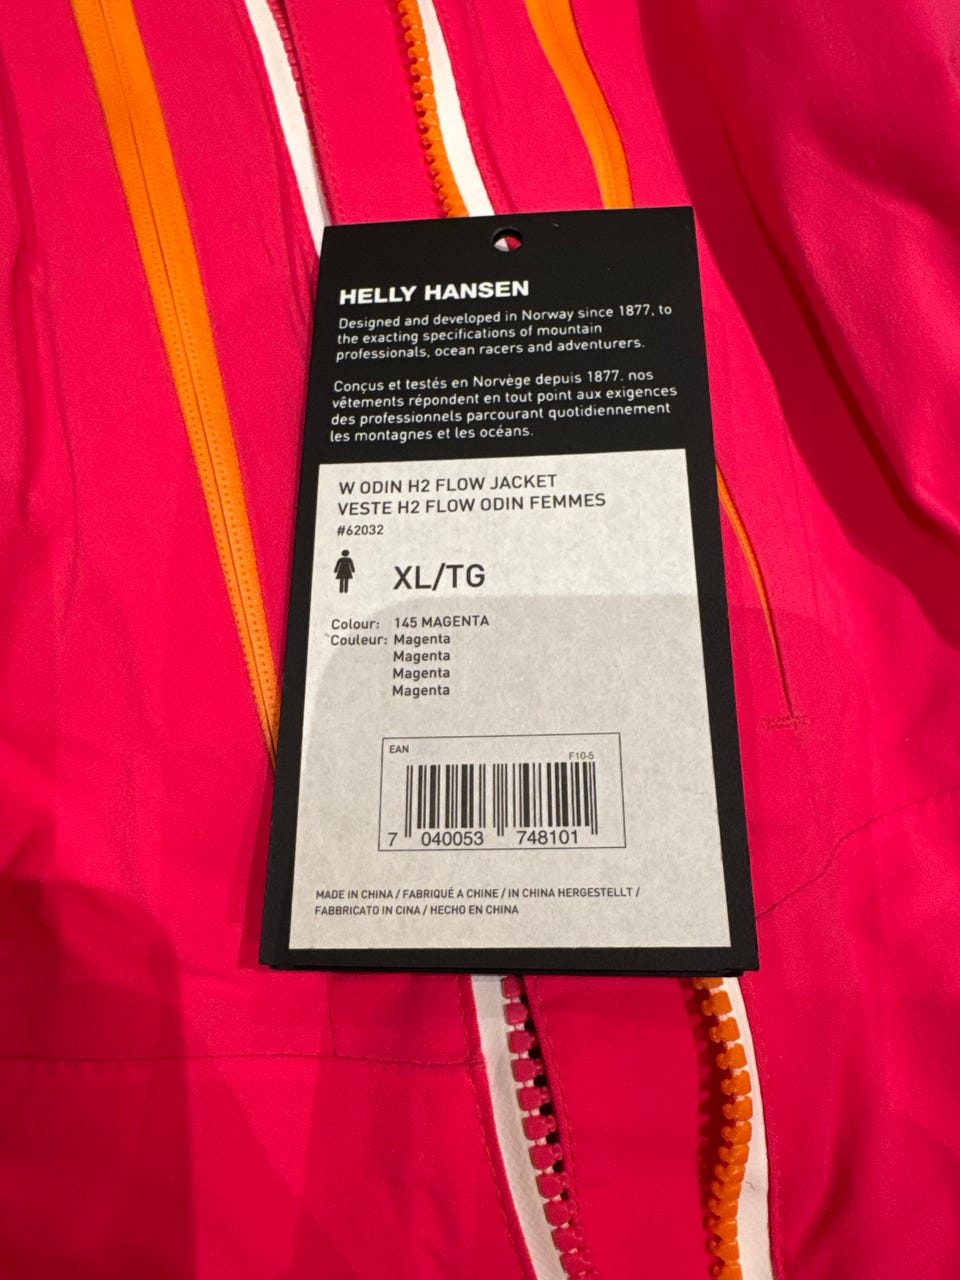 HELLY HANSEN
Designed and developed in Norway since 1877, to
the exacting specifications of mountain
professionals, ocean racers and adventurers.
Conçus et testés en Norvège depuis 1877. nos
vêtements répondent en tout point aux exigences
des professionnels parcourant quotidiennement
les montagnes et les océans.
W ODIN H2 FLOW JACKET
VESTE H2 FLOW ODIN FEMMES
#62032
XL/TG
Colour: 145 MAGENTA
Couleur: Magenta
Magenta
Magenta
Magenta
EAN
F10-5
7 040053 748101
MADE IN CHINA / FABRIQUÉ A CHINE / IN CHINA HERGESTELLT /
FABBRICATO IN CINA / HECHO EN CHINA